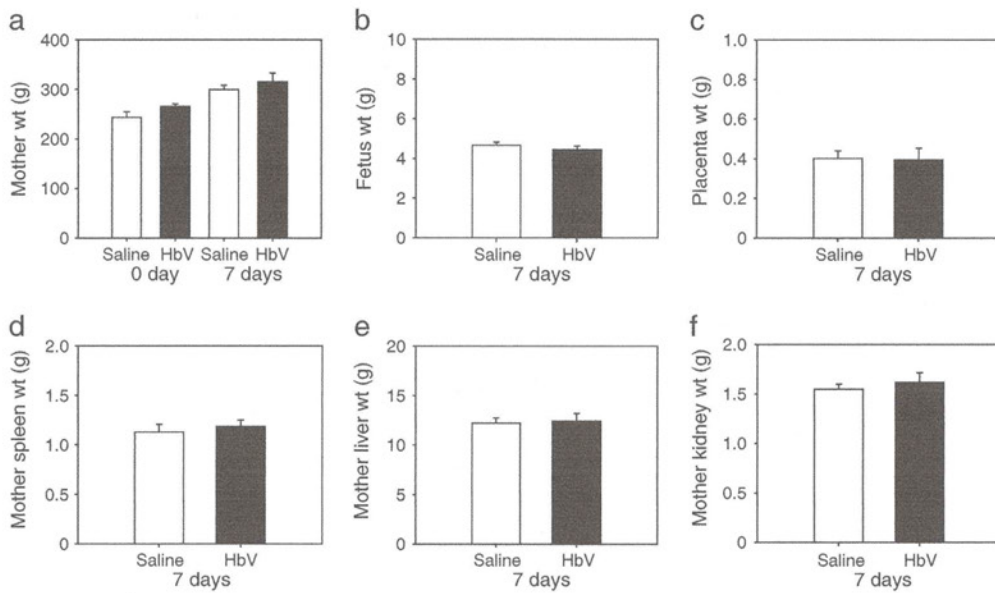 a
Mother wt (g)
400
300
200
100
0
Saline HbV Saline HbV
0 day 7 days
b
Fetus wt (g)
10
8
6
4
2
0
Saline HbV
7 days
c
Placenta wt (g)
1.0
0.8
0.6
0.4
0.2
0
Saline HbV
7 days
d
Mother spleen wt (g)
2.0
1.5
1.0
0.5
0
Saline HbV
7 days
e
Mother liver wt (g)
20
15
10
5
0
Saline HbV
7 days
f
Mother kidney wt (g)
2.0
1.5
1.0
0.5
0
Saline HbV
7 days